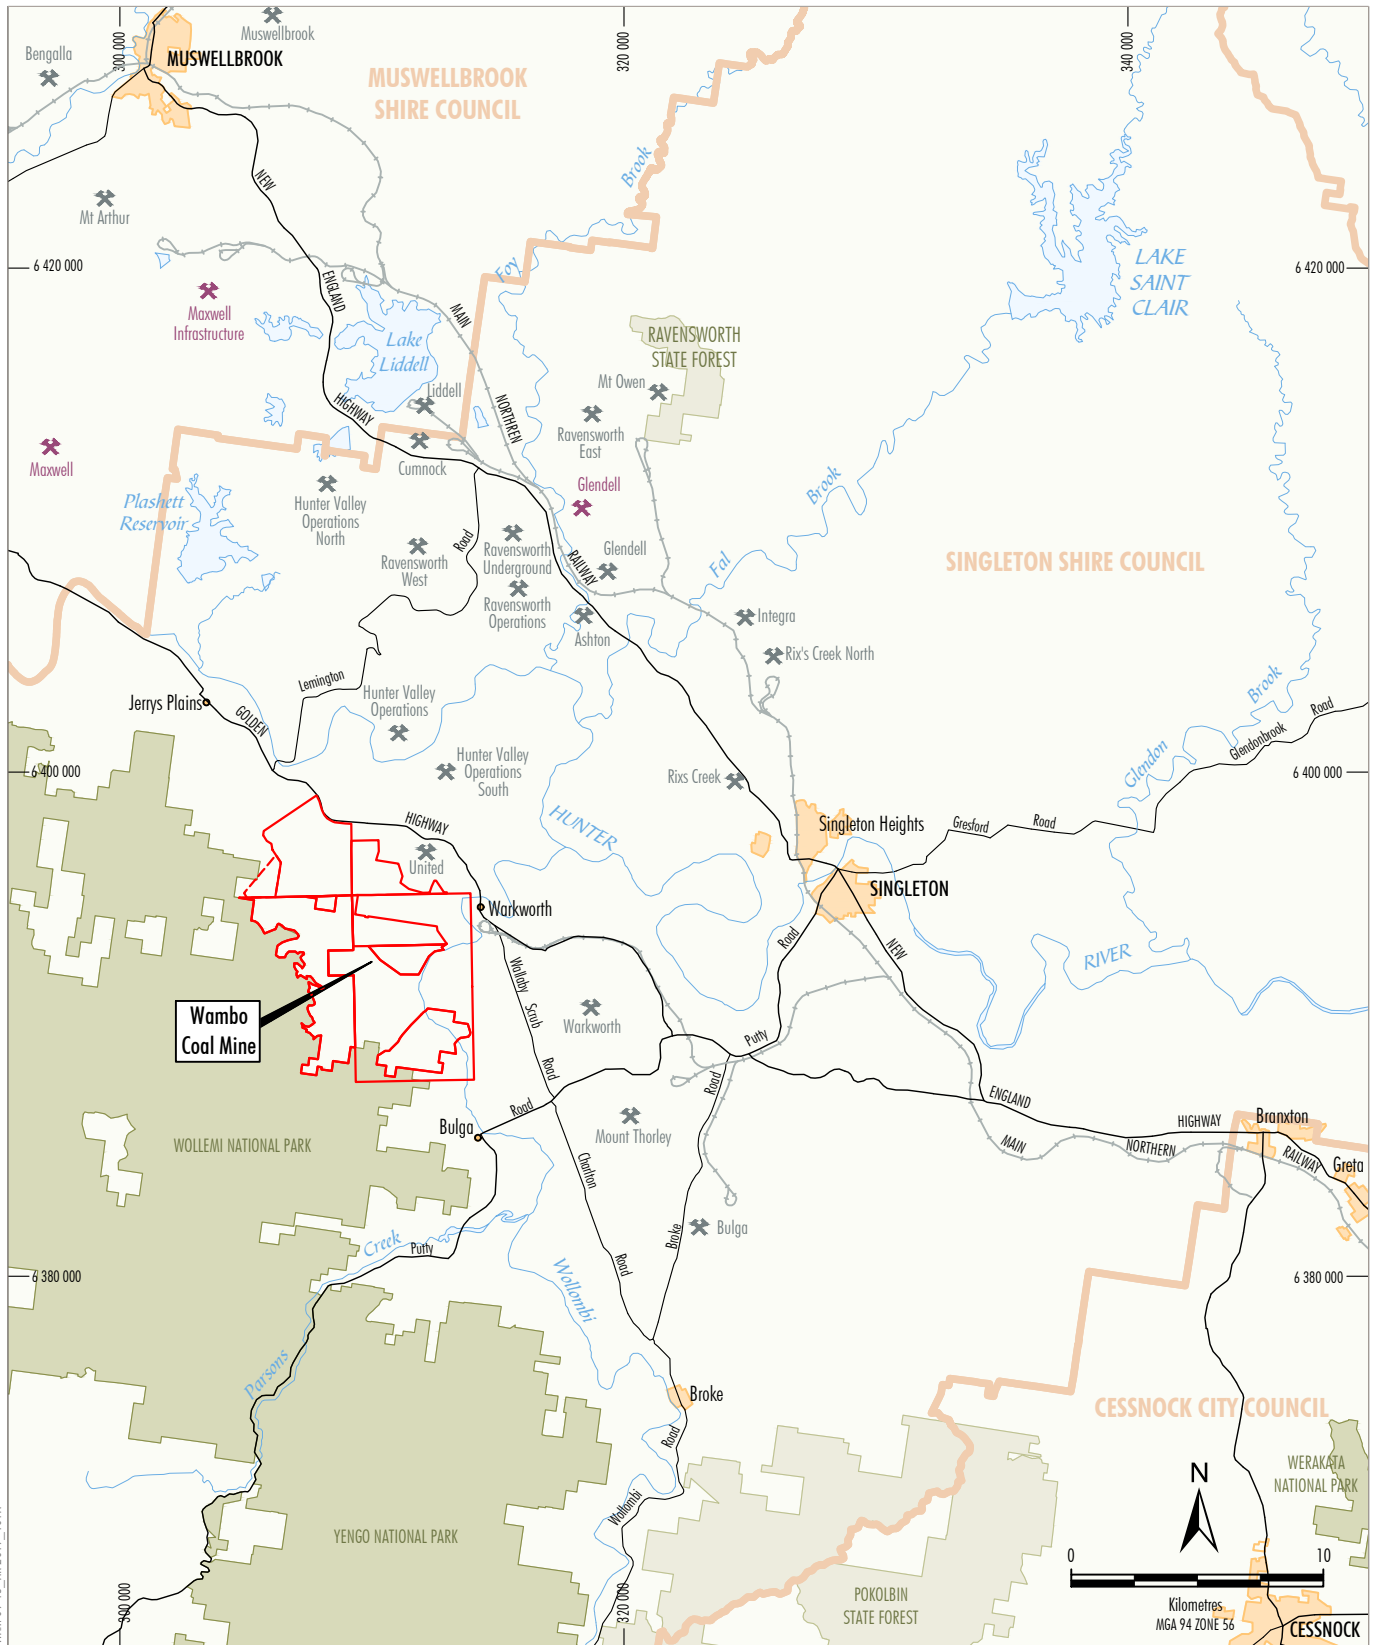 300 000
320 000
340 000
Bengalla
Muswellbrook
MUSWELLBROOK
MUSWELLBROOK
SHIRE COUNCIL
Mt Arthur
NEW
Brook
6 420 000
6 420 000
Foy
ENGLAND
MAIN
LAKE
SAINT
CLAIR
Maxwell
Infrastructure
Lake
Liddell
RAVENSWORTH
STATE FOREST
Mt Owen
Liddell
HIGHWAY
NORTHREN
Ravensworth
East
Maxwell
Cumnock
Plashett
Reservoir
Hunter Valley
Operations
North
Glendell
Brook
Road
Ravensworth
West
Ravensworth
Underground
RAILWAY
Glendell
Fal
SINGLETON SHIRE COUNCIL
Ravensworth
Operations
Ashton
Integra
Rix's Creek North
Lemington
Jerrys Plains
GOLDEN
Hunter Valley
Operations
Brook
Road
Glendonbrook
Glendon
Hunter Valley
Operations
South
Rixs Creek
6 400 000
6 400 000
HIGHWAY
HUNTER
Singleton Heights
Gresford
Road
United
SINGLETON
Warkworth
Road
NEW
RIVER
Wallaby
Scrub
Road
Wambo
Coal Mine
Warkworth
Putty
Road
ENGLAND
Road
Bulga
Mount Thorley
HIGHWAY
Branxton
MAIN
NORTHERN
RAILWAY
Greta
WOLLEMI NATIONAL PARK
Charlton
Bulga
Broke
Creek
Putty
Road
Wollombi
6 380 000
6 380 000
Parsons
Broke
CESSNOCK CITY COUNCIL
Road
WERAKATA
NATIONAL PARK
N
Wollombi
YENGO NATIONAL PARK
0
10
Kilometres
MGA 94 ZONE 56
POKOLBIN
STATE FOREST
300 000
320 000
CESSNOCK